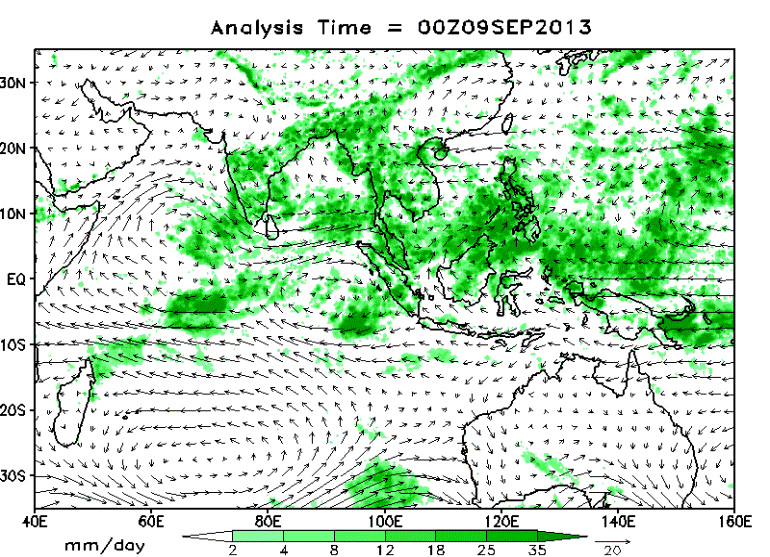 Analysis Time = 00Z09SEP2013
30N
20N
10N
EQ
10S
20S
30S
40E 60E 80E 100E 120E 140E 160E
mm/day 2 4 8 12 18 25 35 20